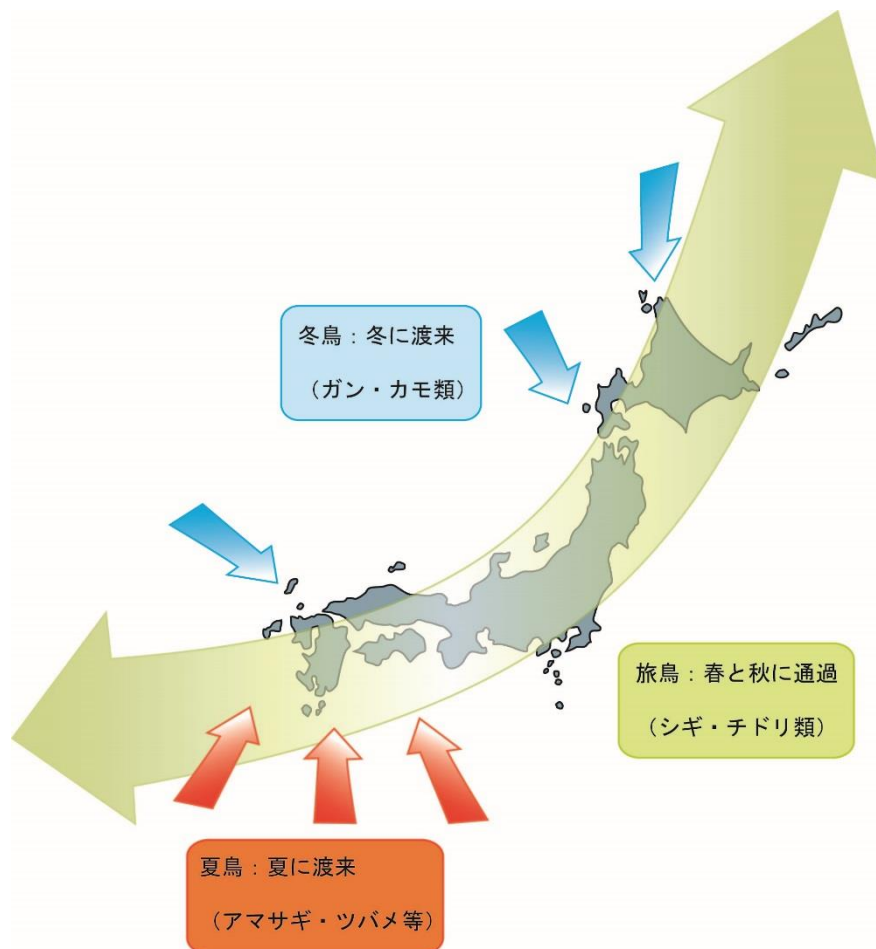 冬鳥：冬に渡来
（ガン・カモ類）
旅鳥：春と秋に通過
（シギ・チドリ類）
夏鳥：夏に渡来
（アマサギ・ツバメ等）